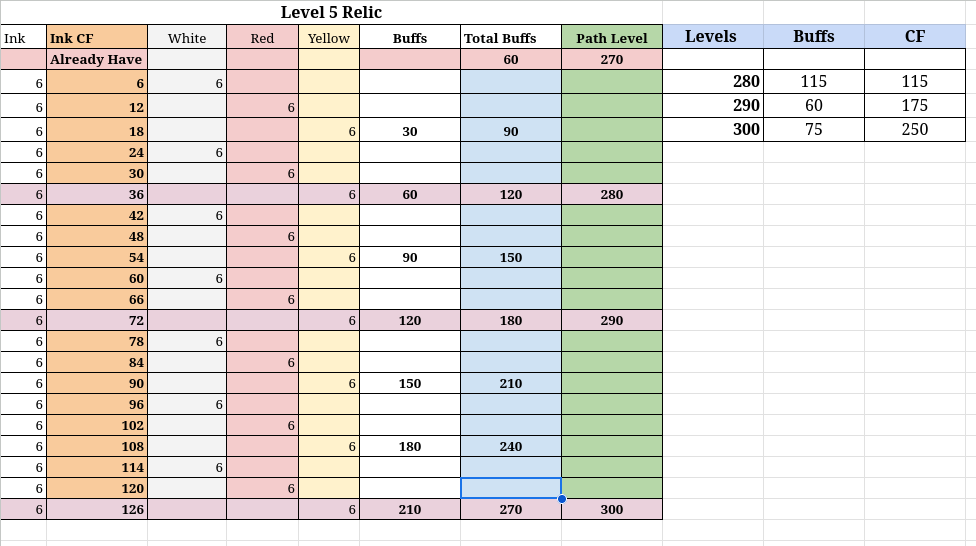 Level 5 Relic
Ink Ink CF White Red Yellow Buffs Total Buffs Path Level Levels Buffs CF
Already Have 60 270
6 6 6 280 115 115
6 12 6 290 60 175
6 18 6 30 90 300 75 250
6 24 6
6 30 6
6 36 6 60 120 280
6 42 6
6 48 6
6 54 6 90 150
6 60 6
6 66 6
6 72 6 120 180 290
6 78 6
6 84 6
6 90 6 150 210
6 96 6
6 102 6
6 108 6 180 240
6 114 6
6 120 6
6 126 6 210 270 300